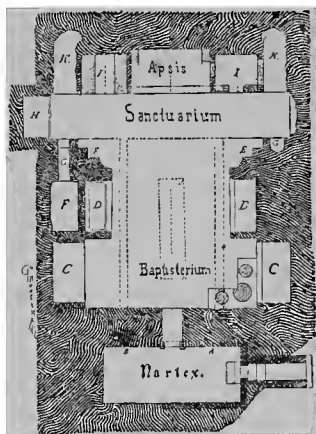 K.
I
Apsis
I
K.
H
Sanctuarium
G
E
E
G
F
D
D
C
Baptisterium
C
B
A
Nartex.